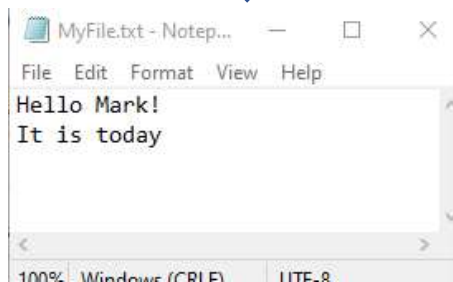 MyFile.txt - Notep...
File Edit Format View Help
Hello Mark!
It is today
100% Windows (CRLF) UTF-8